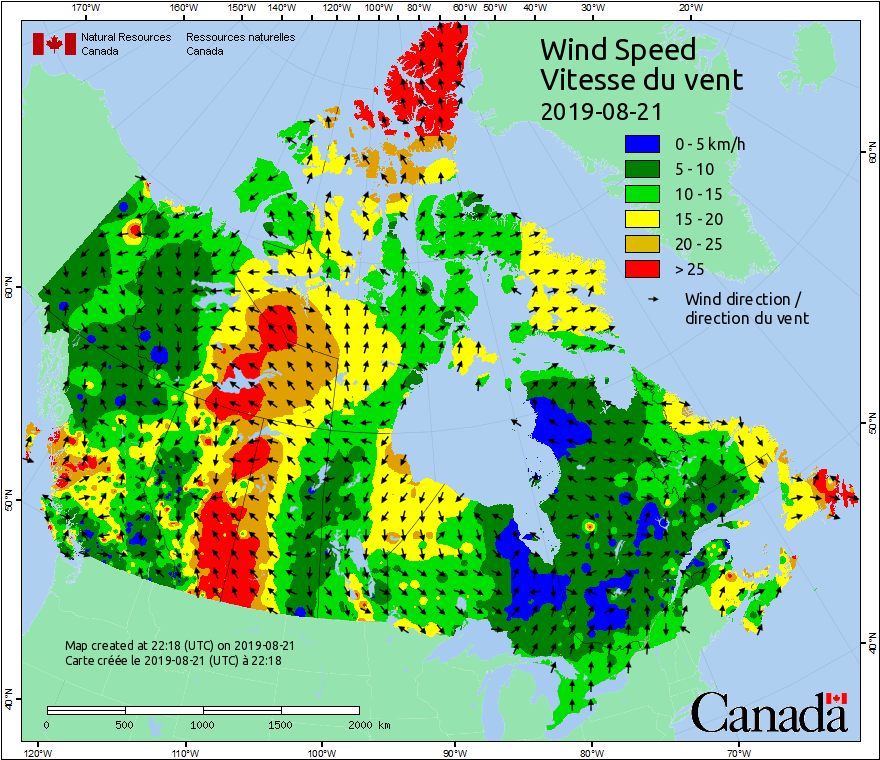 170°W 160°W 150°W 140°W 120°W 100°W 80°W 60°W 50°W 40°W 30°W 20°W
Natural Resources Ressources naturelles
Canada Canada
Wind Speed
Vitesse du vent
2019-08-21
0 - 5 km/h
5 - 10
10 - 15
15 - 20
20 - 25
> 25
Wind direction /
direction du vent
60°N 60°N
50°N 50°N
40°N 40°N
Map created at 22:18 (UTC) on 2019-08-21
Carte créée le 2019-08-21 (UTC) à 22:18
0 500 1000 1500 2000 km
Canada
120°W 110°W 100°W 90°W 80°W 70°W